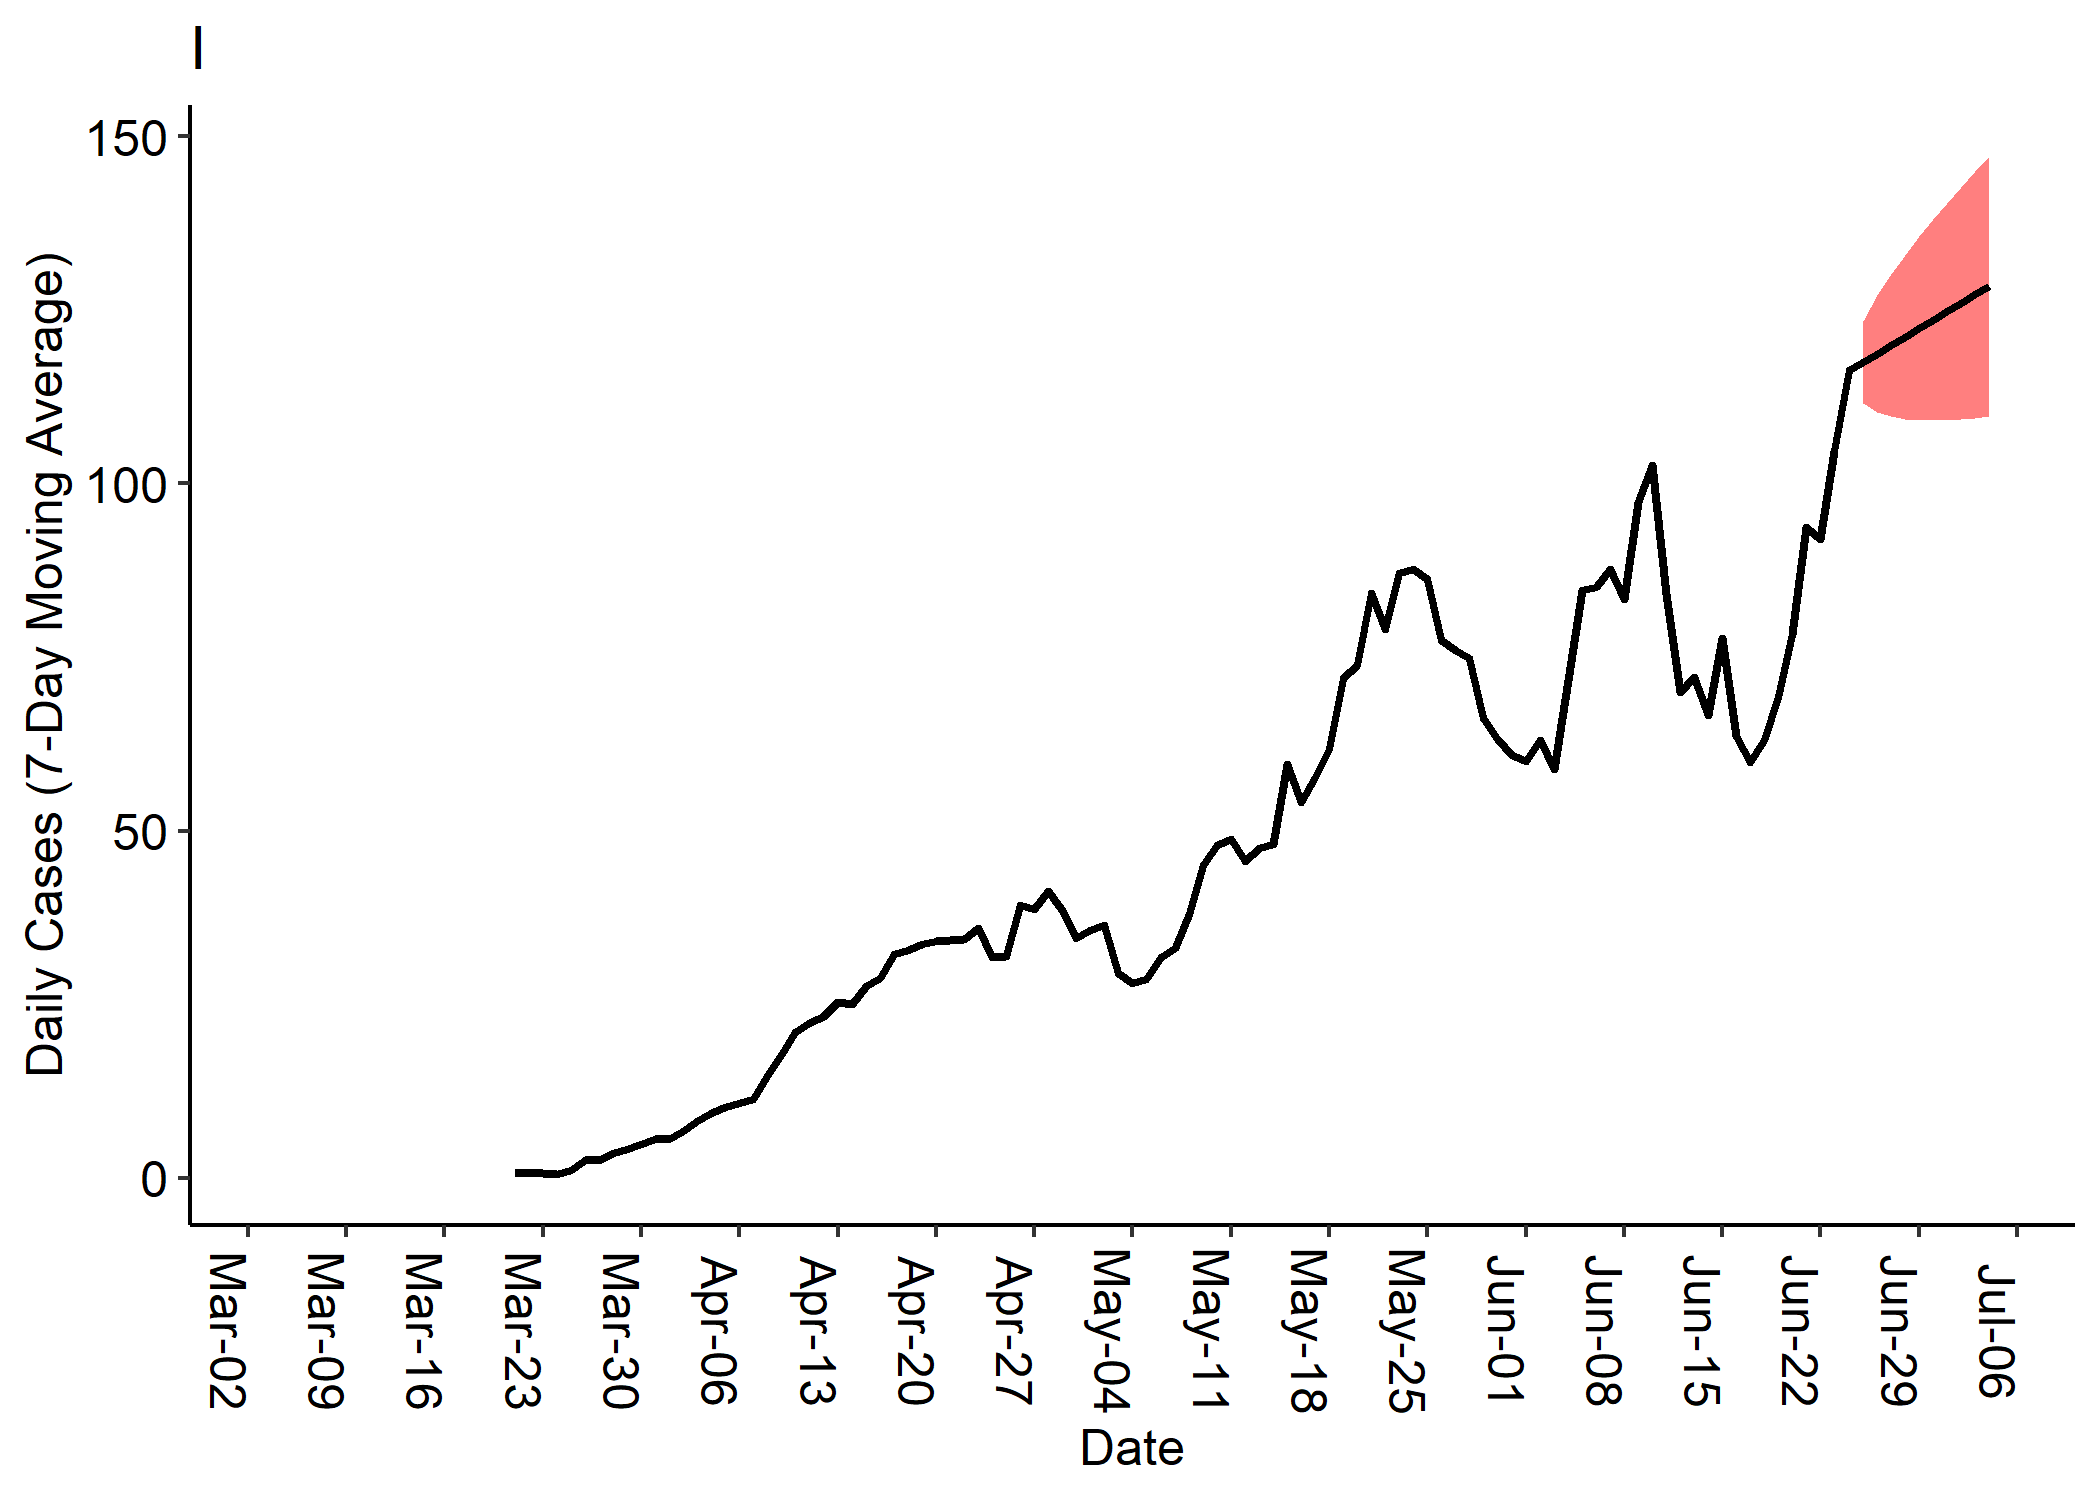 I
Daily Cases (7-Day Moving Average)
150
100
50
0
Mar-02
Mar-09
Mar-16
Mar-23
Mar-30
Apr-06
Apr-13
Apr-20
Apr-27
May-04
May-11
May-18
May-25
Jun-01
Jun-08
Jun-15
Jun-22
Jun-29
Jul-06
Date